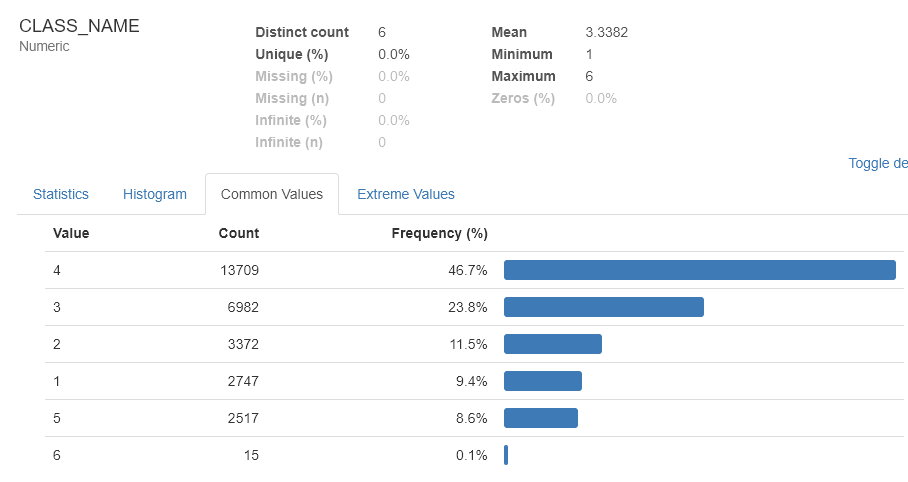 CLASS_NAME
Numeric
Distinct count 6
Unique (%) 0.0%
Missing (%) 0.0%
Missing (n) 0
Infinite (%) 0.0%
Infinite (n) 0
Mean 3.3382
Minimum 1
Maximum 6
Zeros (%) 0.0%
Toggle de
Statistics Histogram Common Values Extreme Values
Value Count Frequency (%)
4 13709 46.7%
3 6982 23.8%
2 3372 11.5%
1 2747 9.4%
5 2517 8.6%
6 15 0.1%